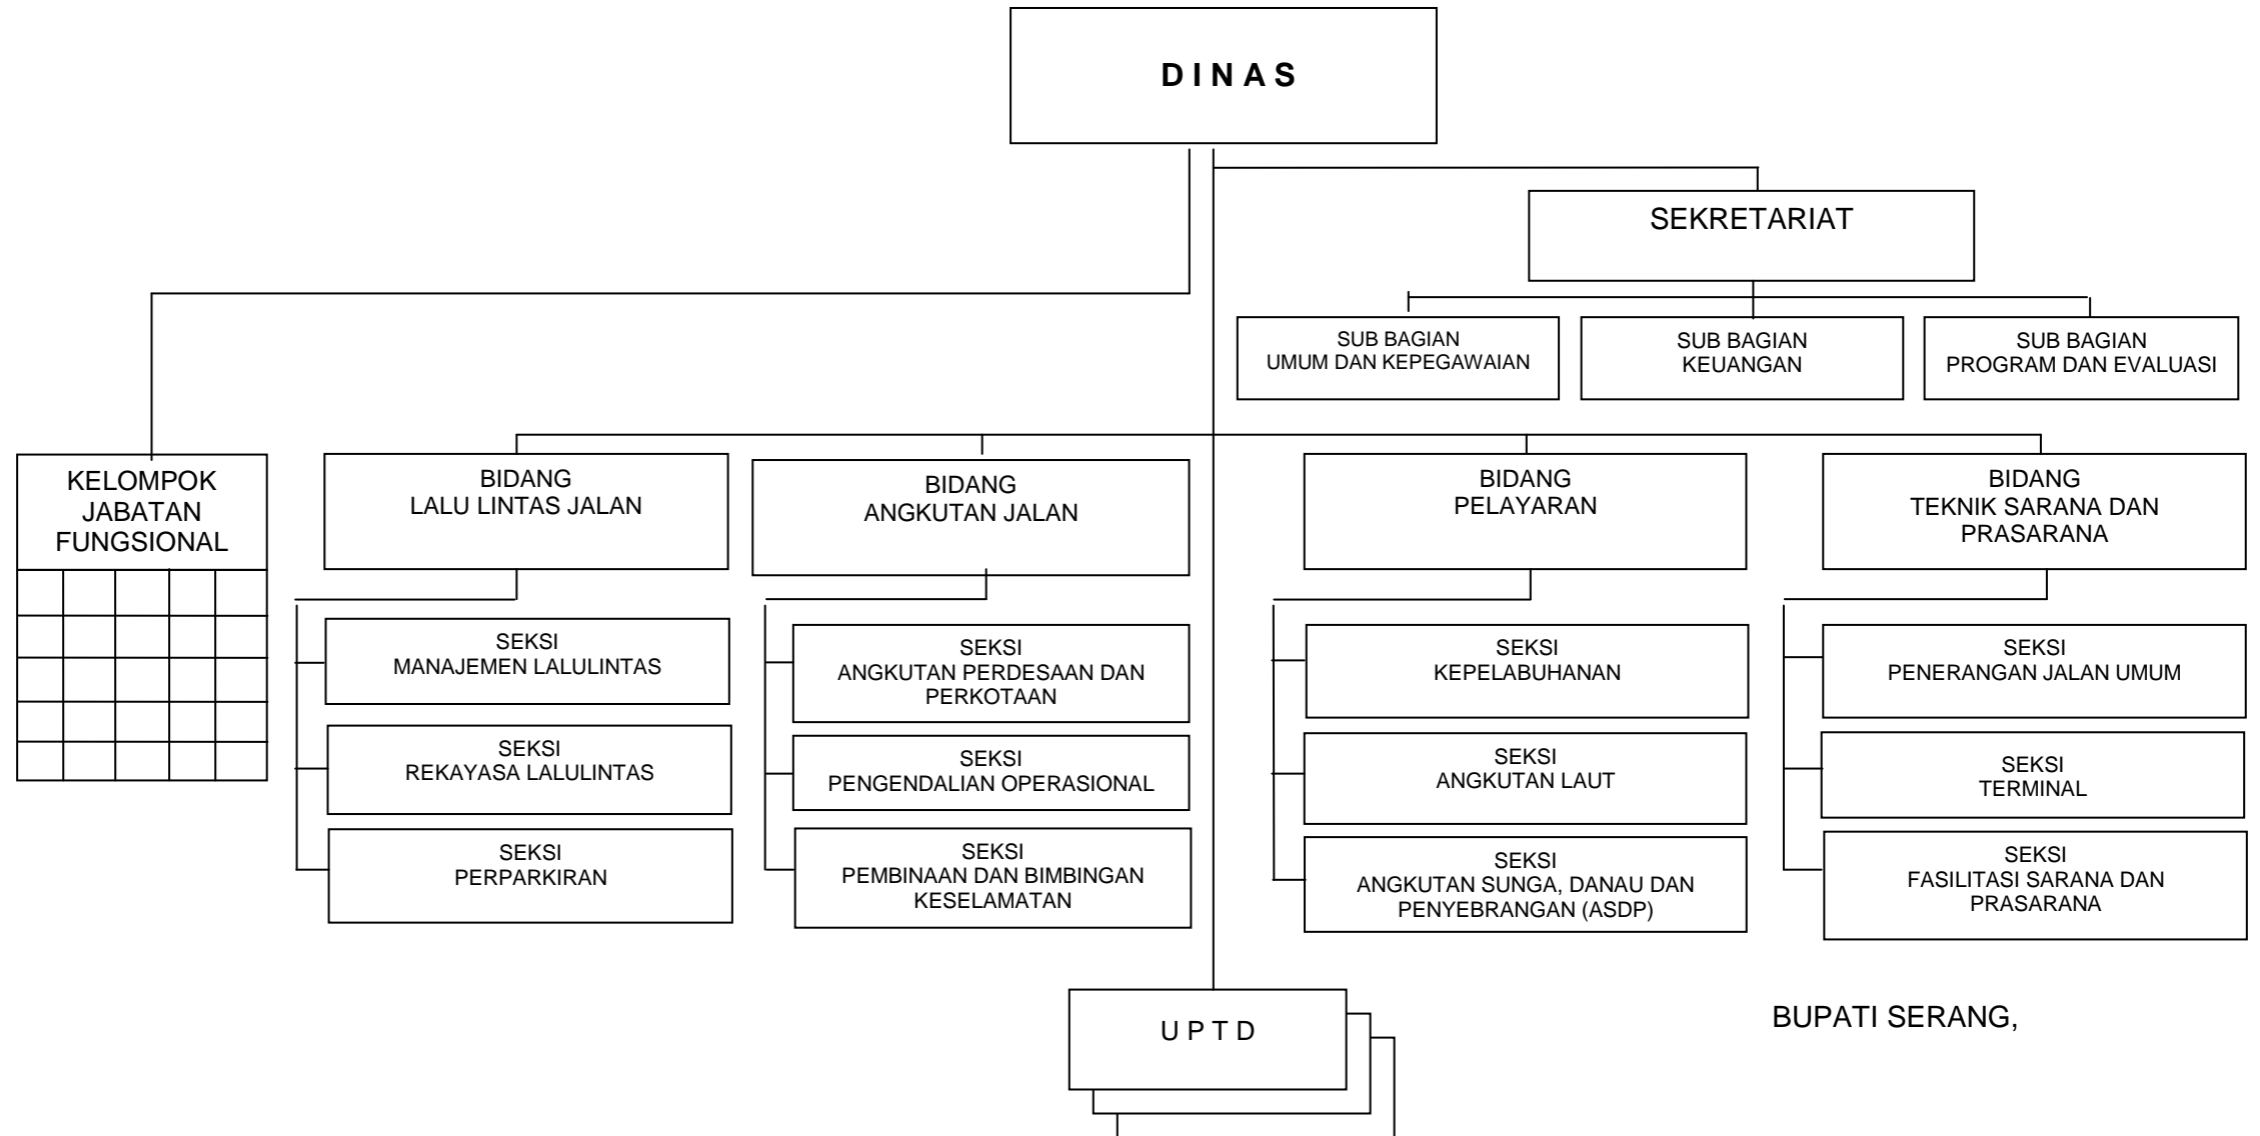 D I N A S
SEKRETARIAT
SUB BAGIAN
UMUM DAN KEPEGAWAIAN
SUB BAGIAN
KEUANGAN
SUB BAGIAN
PROGRAM DAN EVALUASI
KELOMPOK
JABATAN
FUNGSIONAL
BIDANG
LALU LINTAS JALAN
BIDANG
ANGKUTAN JALAN
BIDANG
PELAYARAN
BIDANG
TEKNIK SARANA DAN
PRASARANA
SEKSI
MANAJEMEN LALULINTAS
SEKSI
REKAYASA LALULINTAS
SEKSI
PERPARKIRAN
SEKSI
ANGKUTAN PERDESAAN DAN
PERKOTAAN
SEKSI
PENGENDALIAN OPERASIONAL
SEKSI
PEMBINAAN DAN BIMBINGAN
KESELAMATAN
SEKSI
KEPELABUHANAN
SEKSI
ANGKUTAN LAUT
SEKSI
ANGKUTAN SUNGA, DANAU DAN
PENYEBRANGAN (ASDP)
SEKSI
PENERANGAN JALAN UMUM
SEKSI
TERMINAL
SEKSI
FASILITASI SARANA DAN
PRASARANA
U P T D
BUPATI SERANG,